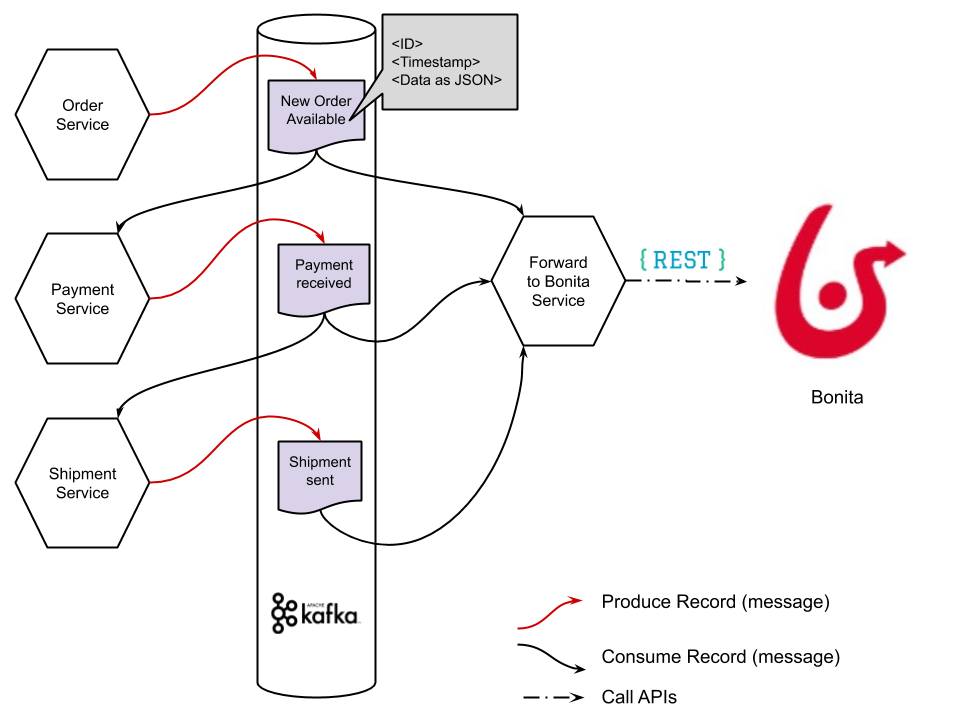 <ID>
<Timestamp>
<Data as JSON>
Order
Service
New Order
Available
Payment
Service
Payment
received
Forward
to Bonita
Service
{ REST }
Bonita
Shipment
Service
Shipment
sent
APACHE
kafka
Produce Record (message)
Consume Record (message)
Call APIs